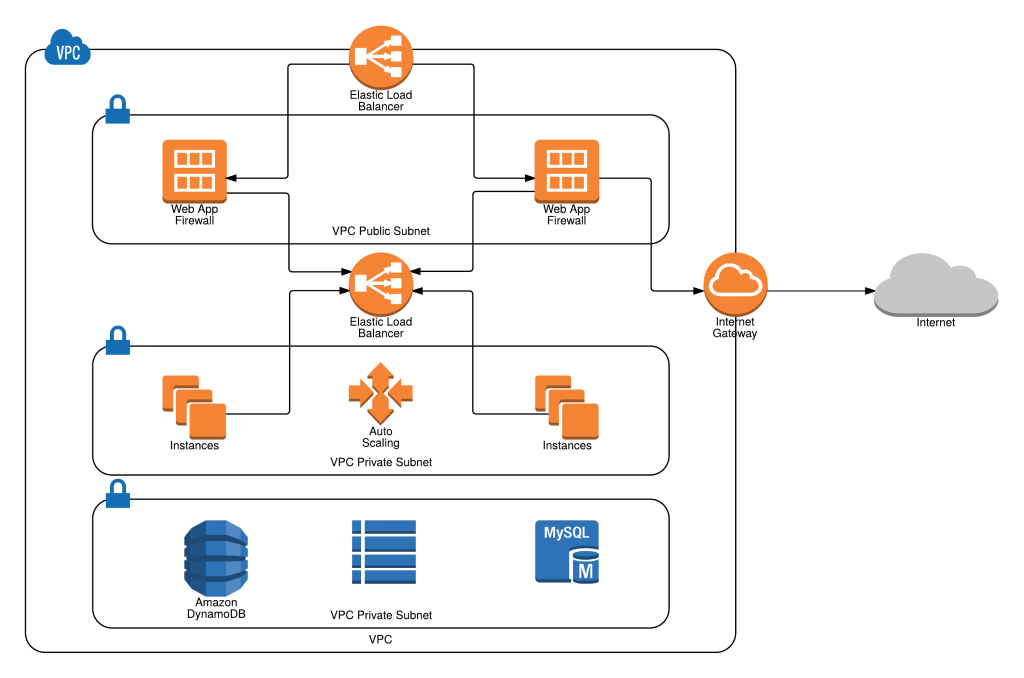 VPC
Elastic Load
Balancer
Web App
Firewall
Web App
Firewall
VPC Public Subnet
Elastic Load
Balancer
Internet
Gateway
Internet
Instances
Auto
Scaling
Instances
VPC Private Subnet
MySQL
M
Amazon
DynamoDB
VPC Private Subnet
VPC